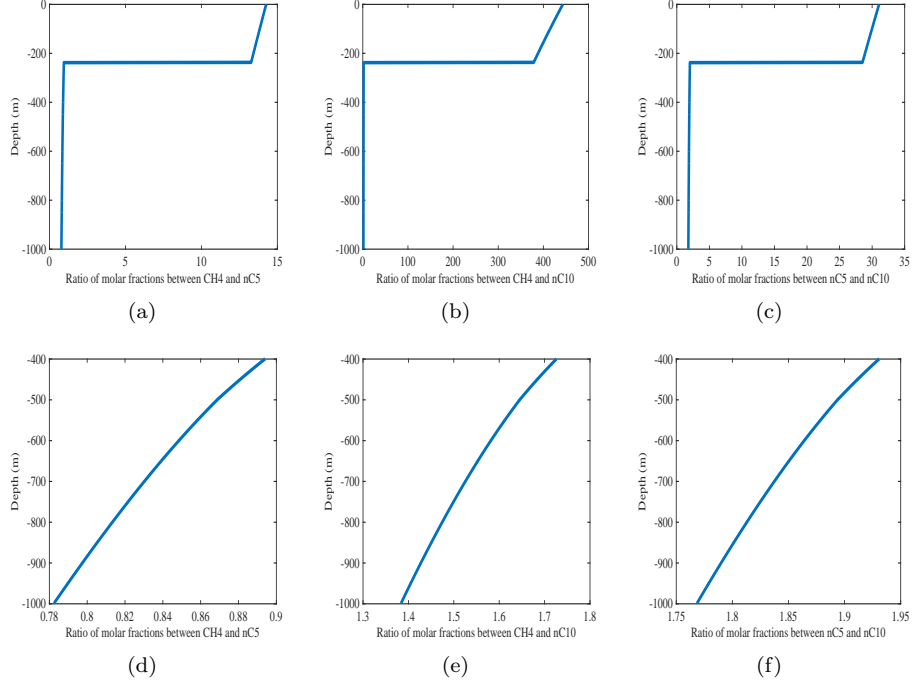 0
-200
-400
-600
-800
-1000
Depth (m)
0 5 10 15
Ratio of molar fractions between CH4 and nC5
(a)
0
-200
-400
-600
-800
-1000
Depth (m)
0 100 200 300 400 500
Ratio of molar fractions between CH4 and nC10
(b)
0
-200
-400
-600
-800
-1000
Depth (m)
0 5 10 15 20 25 30 35
Ratio of molar fractions between nC5 and nC10
(c)
-400
-500
-600
-700
-800
-900
-1000
Depth (m)
0.78 0.8 0.82 0.84 0.86 0.88 0.9
Ratio of molar fractions between CH4 and nC5
(d)
-400
-500
-600
-700
-800
-900
-1000
Depth (m)
1.3 1.4 1.5 1.6 1.7 1.8
Ratio of molar fractions between CH4 and nC10
(e)
-400
-500
-600
-700
-800
-900
-1000
Depth (m)
1.75 1.8 1.85 1.9 1.95
Ratio of molar fractions between nC5 and nC10
(f)